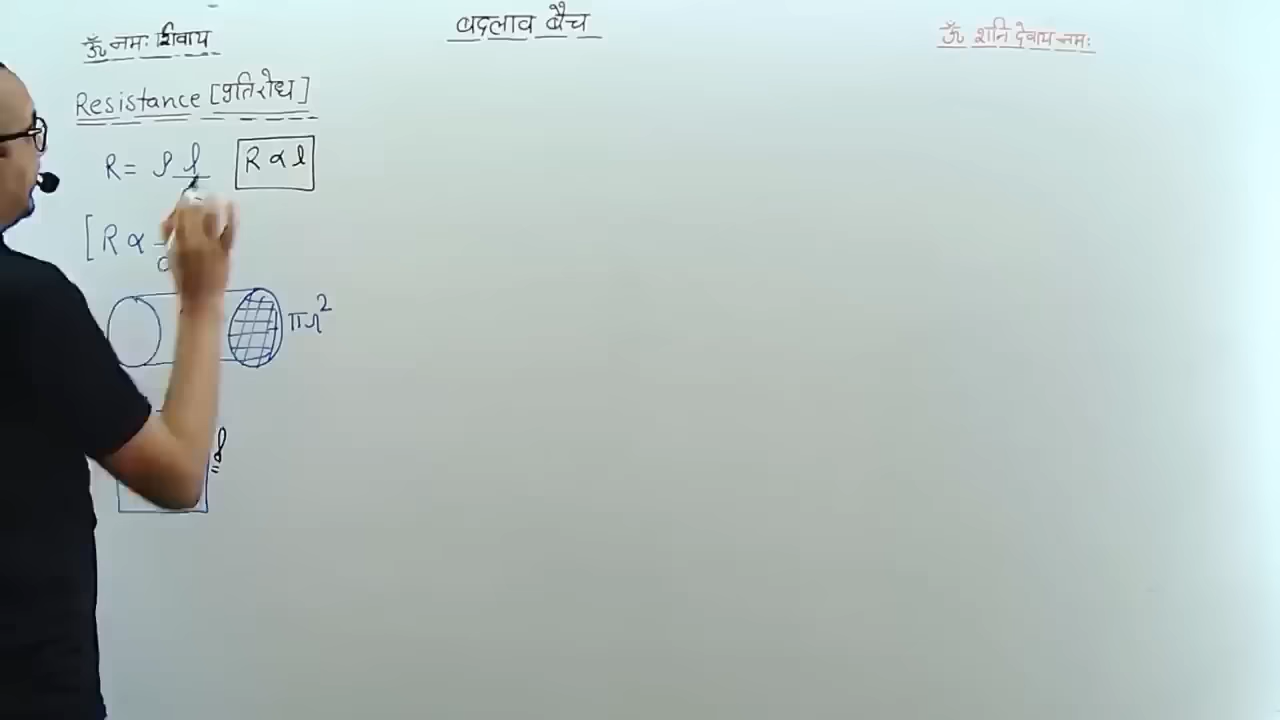 ॐ नमः शिवाय
बदलाव बैच
ॐ शनि देवाय नमः
Resistance [प्रतिरोध]
R = ρ l
R ∝ l
[R ∝
πr²
l